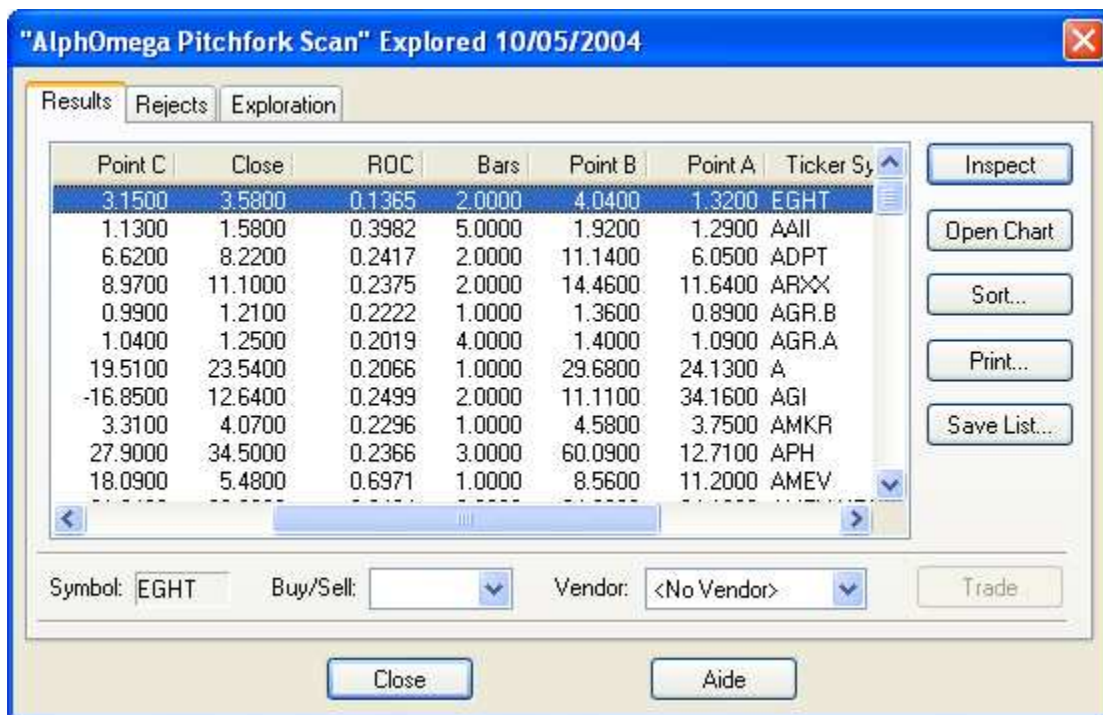 "AlphOmega Pitchfork Scan" Explored 10/05/2004
Results Rejects Exploration
Point C Close ROC Bars Point B Point A Ticker Sy
3.1500 3.5800 0.1365 2.0000 4.0400 1.3200 EGHT
1.1300 1.5800 0.3982 5.0000 1.9200 1.2900 AAII
6.6200 8.2200 0.2417 2.0000 11.1400 6.0500 ADPT
8.9700 11.1000 0.2375 2.0000 14.4600 11.6400 ARXX
0.9900 1.2100 0.2222 1.0000 1.3600 0.8900 AGR.B
1.0400 1.2500 0.2019 4.0000 1.4000 1.0900 AGR.A
19.5100 23.5400 0.2066 1.0000 29.6800 24.1300 A
-16.8500 12.6400 0.2499 2.0000 11.1100 34.1600 AGI
3.3100 4.0700 0.2296 1.0000 4.5800 3.7500 AMKR
27.9000 34.5000 0.2366 3.0000 60.0900 12.7100 APH
18.0900 5.4800 0.6971 1.0000 8.5600 11.2000 AMEV
Inspect
Open Chart
Sort...
Print...
Save List...
Symbol: EGHT Buy/Sell: Vendor: <No Vendor> Trade
Close Aide